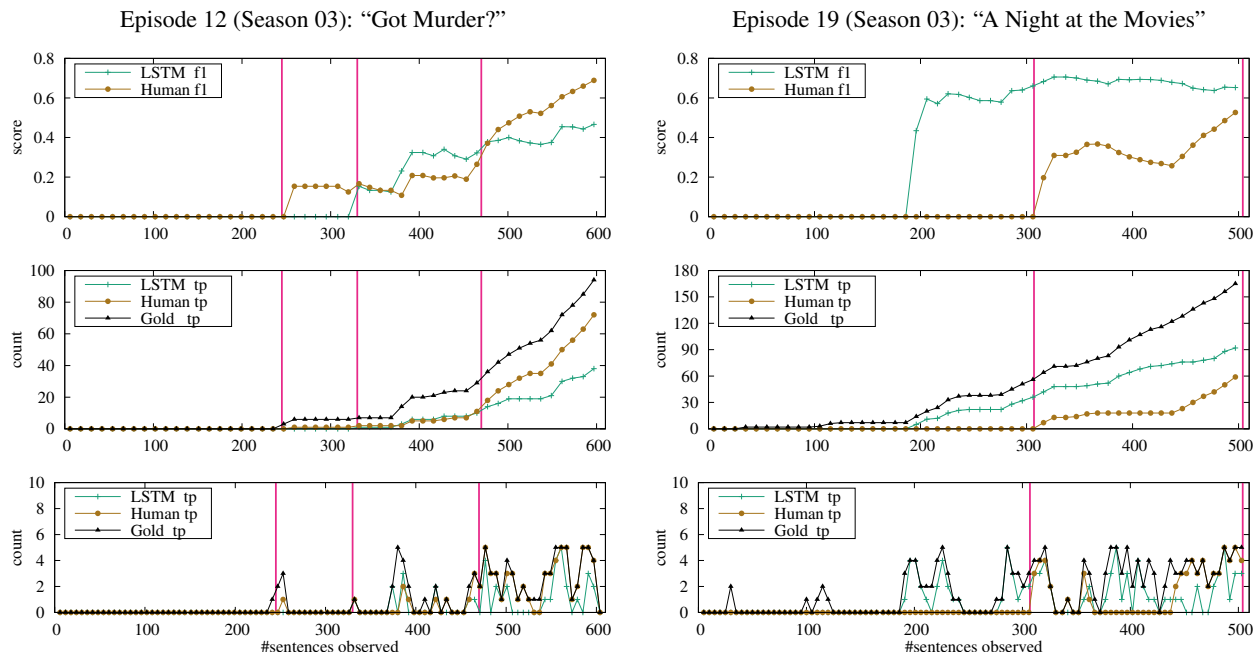 Episode 12 (Season 03): “Got Murder?”
0.8
0.6
0.4
0.2
0
score
LSTM f1
Human f1
0 100 200 300 400 500 600
100
80
60
40
20
0
count
LSTM tp
Human tp
Gold tp
0 100 200 300 400 500 600
10
8
6
4
2
0
count
LSTM tp
Human tp
Gold tp
0 100 200 300 400 500 600
#sentences observed
Episode 19 (Season 03): “A Night at the Movies”
0.8
0.6
0.4
0.2
0
score
LSTM f1
Human f1
0 100 200 300 400 500
180
150
120
90
60
30
0
count
LSTM tp
Human tp
Gold tp
0 100 200 300 400 500
10
8
6
4
2
0
count
LSTM tp
Human tp
Gold tp
0 100 200 300 400 500
#sentences observed